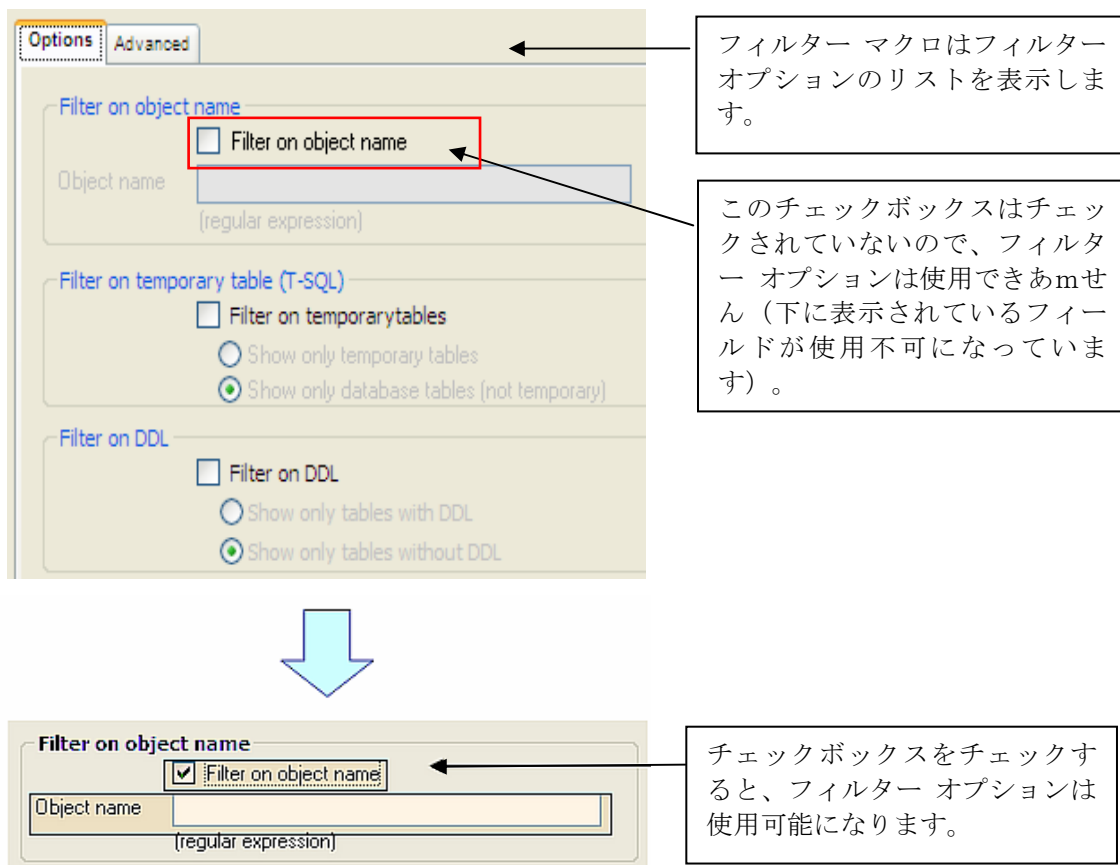 Options Advanced
フィルター マクロはフィルター
オプションのリストを表示しま
す。
Filter on object name
Filter on object name
Object name
(regular expression)
このチェックボックスはチェッ
クされていないので、フィルタ
ー オプションは使用できあmせ
ん（下に表示されているフィー
ルドが使用不可になっていま
す）。
Filter on temporary table (T-SQL)
Filter on temporarytables
Show only temporary tables
Show only database tables (not temporary)
Filter on DDL
Filter on DDL
Show only tables with DDL
Show only tables without DDL
Filter on object name
Filter on object name
Object name
(regular expression)
チェックボックスをチェックす
ると、フィルター オプションは
使用可能になります。